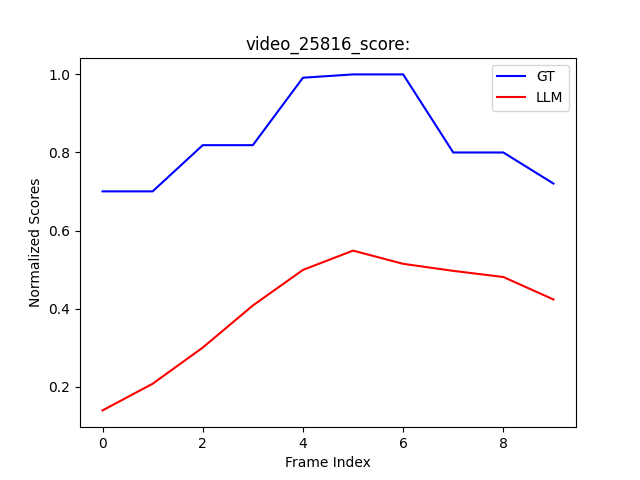 video_25816_score:
GT
LLM
Normalized Scores
1.0
0.8
0.6
0.4
0.2
0 2 4 6 8
Frame Index